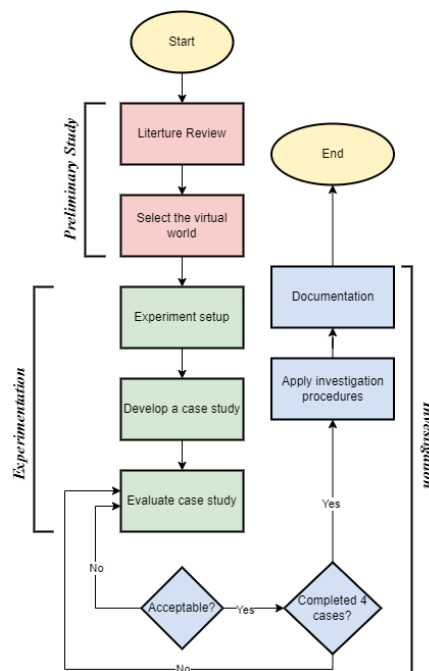 Start
Literture Review
Select the virtual
world
Preliminary Study
Experiment setup
Develop a case study
Evaluate case study
Experimentation
No
Acceptable?
Yes
Completed 4
cases?
No
Yes
Apply investigation
procedures
Documentation
End
Investigation